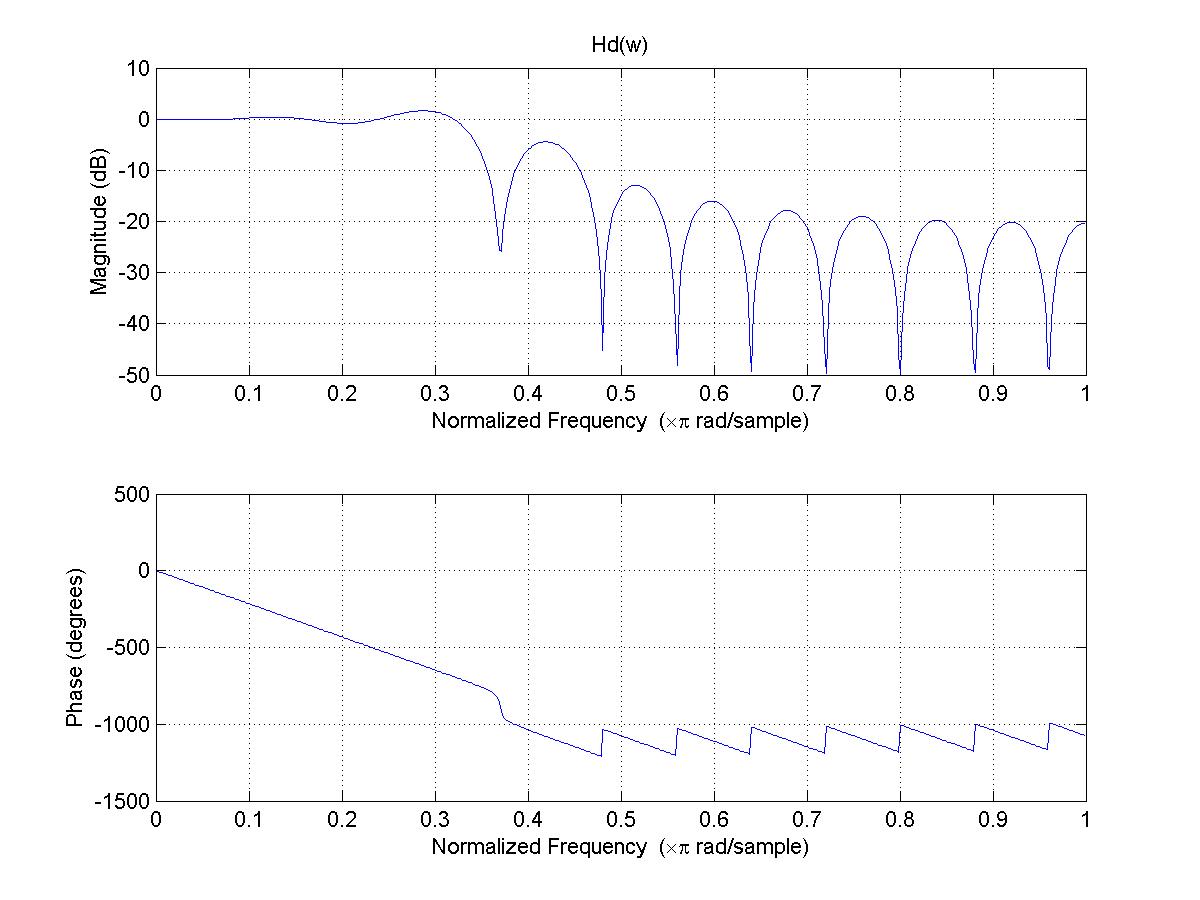 Hd(w)
10
0
-10
-20
-30
-40
-50
Magnitude (dB)
0 0.1 0.2 0.3 0.4 0.5 0.6 0.7 0.8 0.9 1
Normalized Frequency (×π rad/sample)
500
0
-500
-1000
-1500
Phase (degrees)
0 0.1 0.2 0.3 0.4 0.5 0.6 0.7 0.8 0.9 1
Normalized Frequency (×π rad/sample)